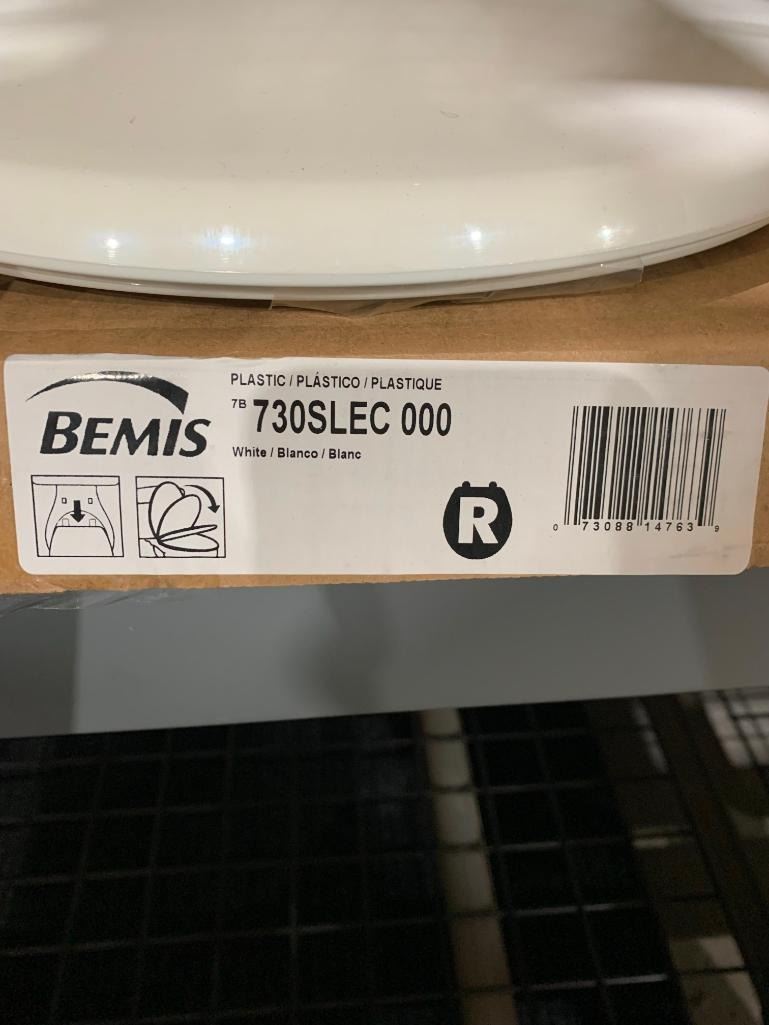 BEMIS
PLASTIC / PLÁSTICO / PLASTIQUE
7B 730SLEC 000
White / Blanco / Blanc
R
0 73088 14763 9